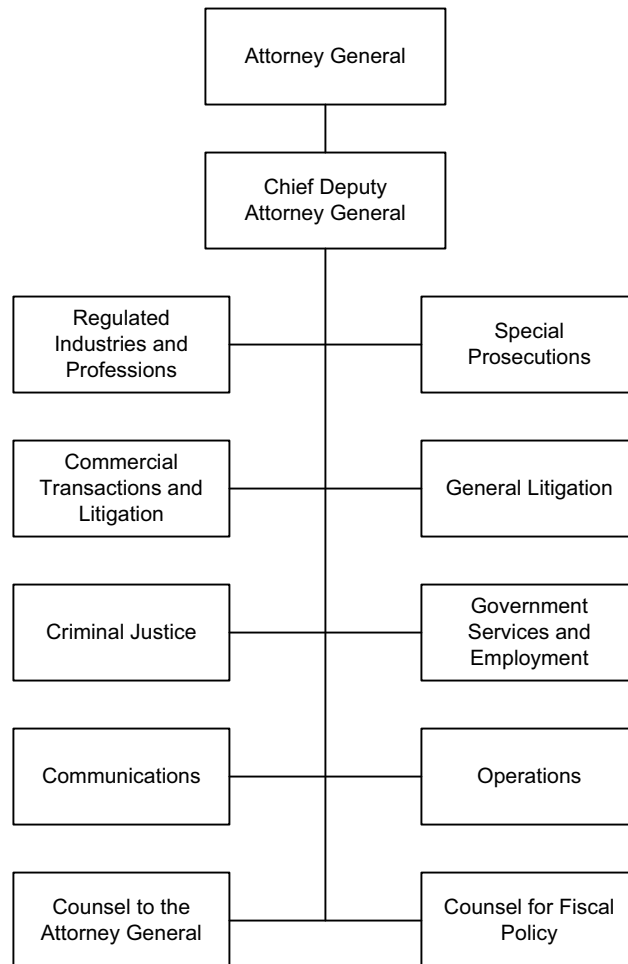 Attorney General
Chief Deputy
Attorney General
Regulated
Industries and
Professions
Special
Prosecutions
Commercial
Transactions and
Litigation
General Litigation
Criminal Justice
Government
Services and
Employment
Communications
Operations
Counsel to the
Attorney General
Counsel for Fiscal
Policy